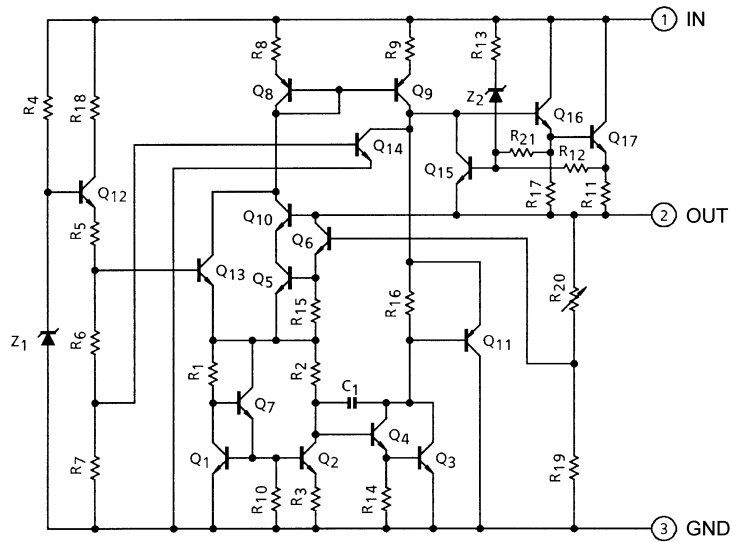 1 IN
R8
R9
R13
R4
R18
Q8
Q9
Z2
Q16
Q17
Q14
R21
R12
Q15
Q12
R17
R11
R5
Q10
Q6
2 OUT
Q13
Q5
R20
R15
R16
Z1
R6
Q11
R1
R2
C1
Q7
Q4
R7
Q1
Q2
Q3
R19
R10
R3
R14
3 GND